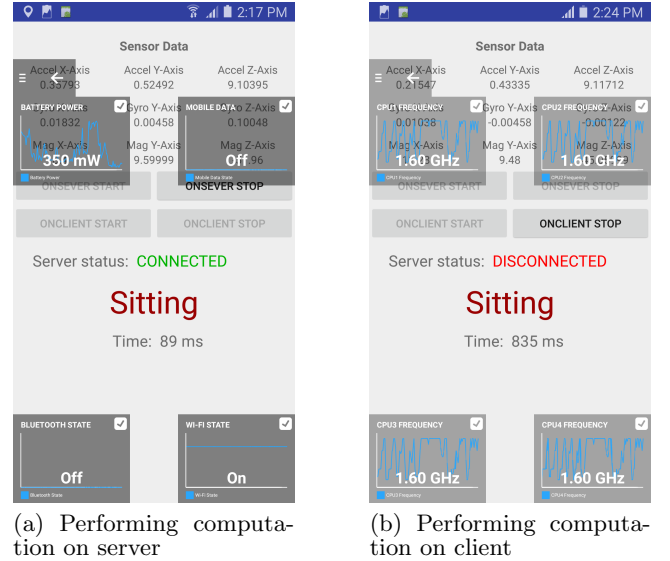 2:17 PM
Sensor Data
Accel X-Axis Accel Y-Axis Accel Z-Axis
0.35793 0.52492 9.10395
BATTERY POWER Gyro Y-Axis MOBILE DATA
0.01832 0.00458 0.10048
Mag X-Axis Mag Y-Axis Mag Z-Axis
350 mW 9.59999 Off
Battery Power Mobile Data State
ONSEVER START ONSEVER STOP
ONCLIENT START ONCLIENT STOP
Server status: CONNECTED
Sitting
Time: 89 ms
BLUETOOTH STATE WI-FI STATE
Off On
Bluetooth State Wi-Fi State
(a) Performing computa-
tion on server
2:24 PM
Sensor Data
Accel X-Axis Accel Y-Axis Accel Z-Axis
0.21547 0.43335 9.11712
CPU1 FREQUENCY Gyro Y-Axis CPU2 FREQUENCY
0.01038 -0.00458 -0.00122
Mag X-Axis Mag Y-Axis Mag Z-Axis
1.60 GHz 9.48 1.60 GHz
CPU1 Frequency CPU2 Frequency
ONSEVER START ONSEVER STOP
ONCLIENT START ONCLIENT STOP
Server status: DISCONNECTED
Sitting
Time: 835 ms
CPU3 FREQUENCY CPU4 FREQUENCY
1.60 GHz 1.60 GHz
CPU3 Frequency CPU4 Frequency
(b) Performing computa-
tion on client